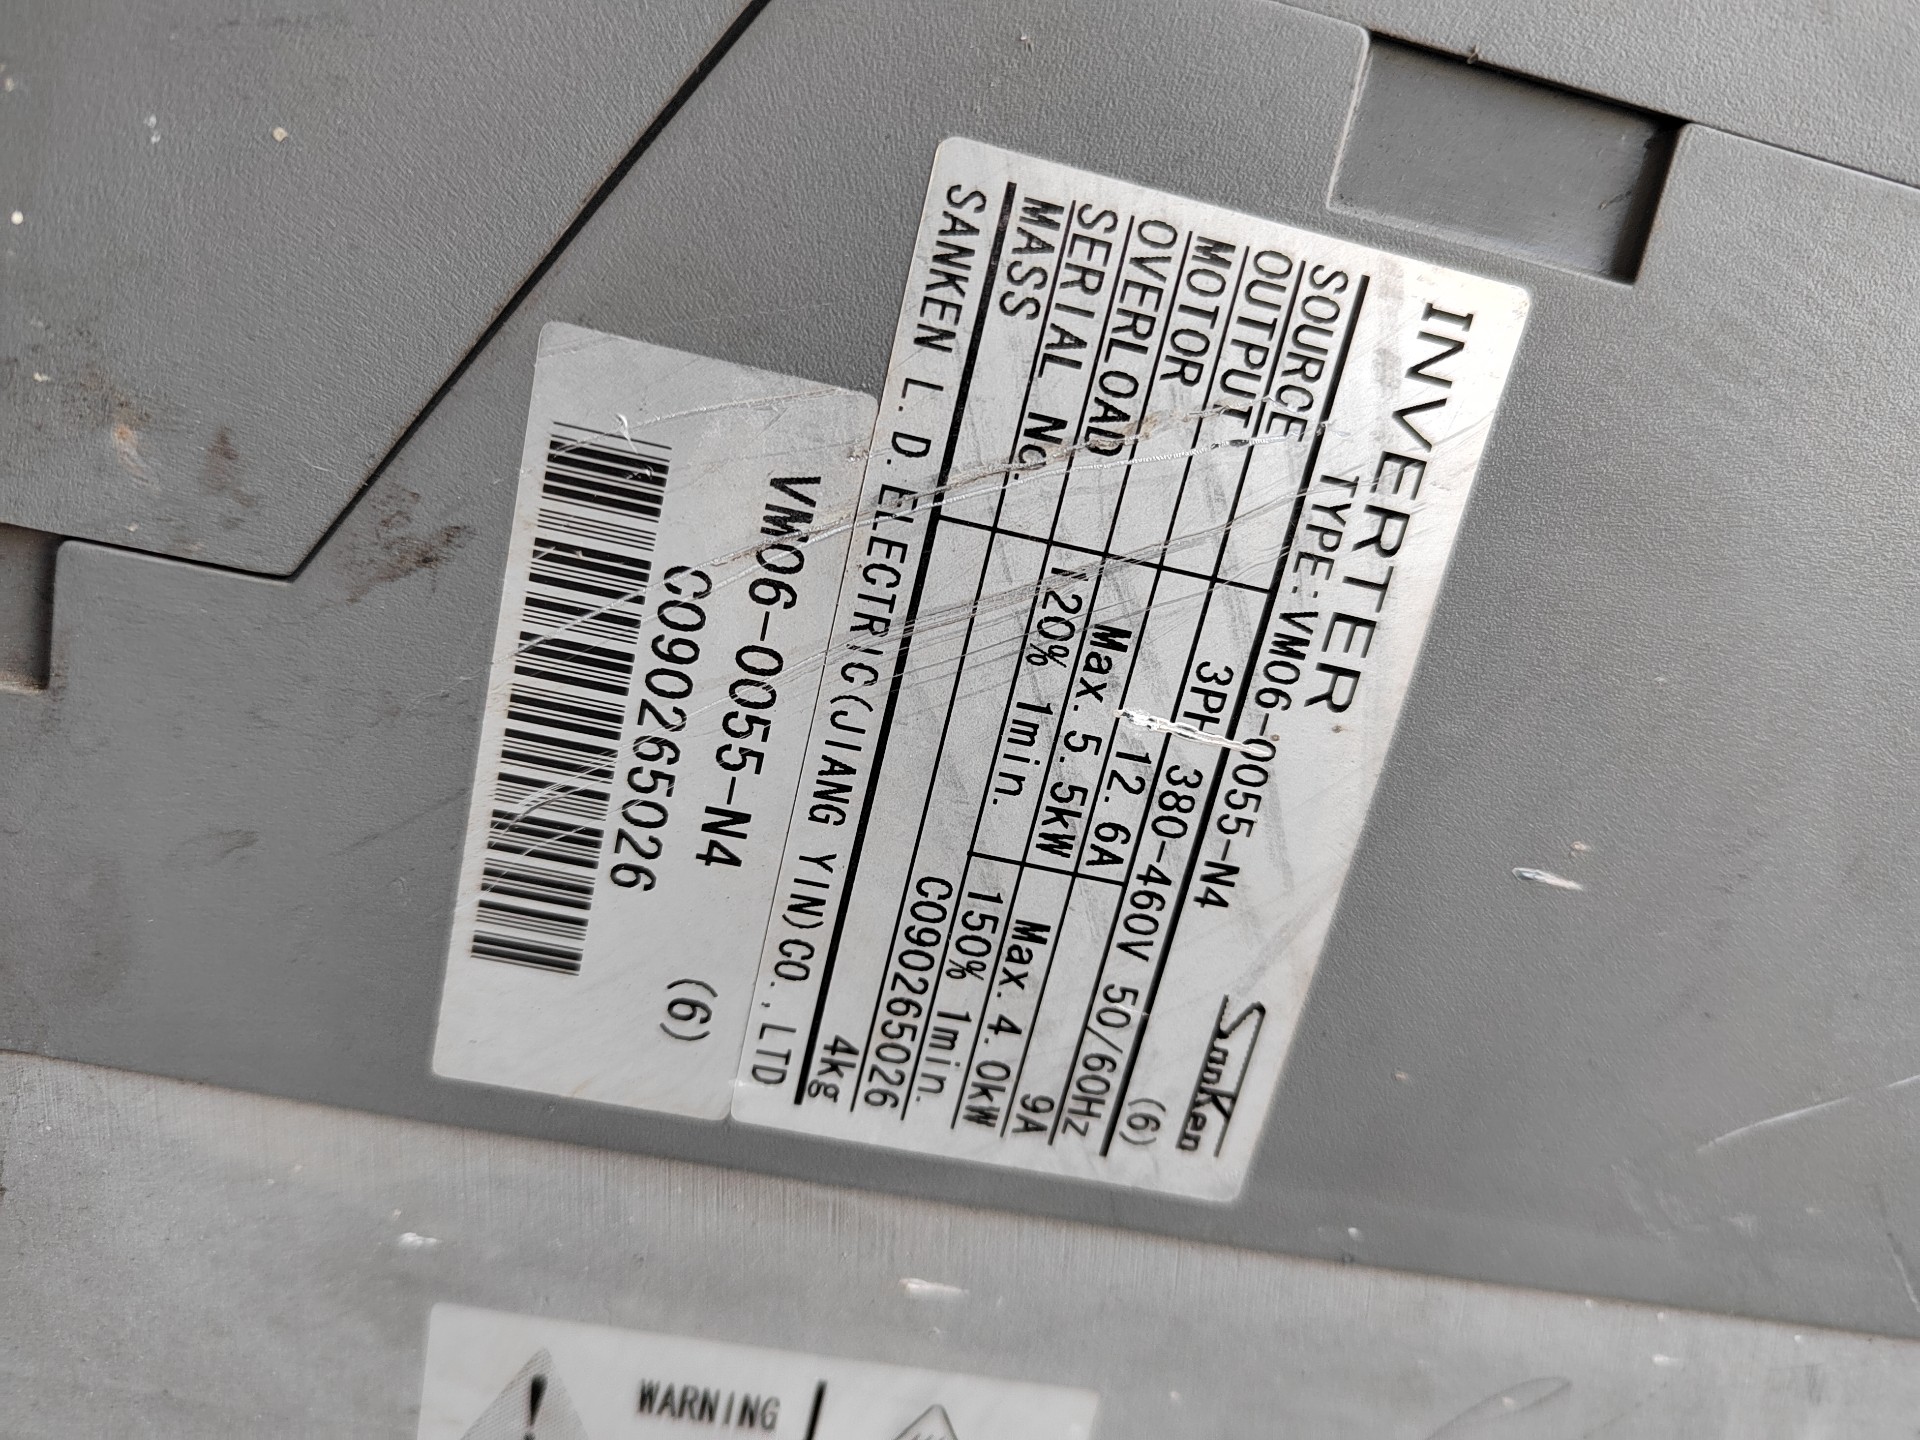 INVERTER
SanKen
TYPE:VM06-0055-N4 (6)
SOURCE 3PH 380-460V 50/60Hz
OUTPUT 12.6A 9A
MOTOR Max. 5.5kW Max. 4.0kW
OVERLOAD 120% 1min. 150% 1min.
SERIAL No. C090265026
MASS 4kg
SANKEN L.D.ELECTRIC(JIANG YIN)CO.,LTD
VM06-0055-N4 (6)
C090265026
WARNING